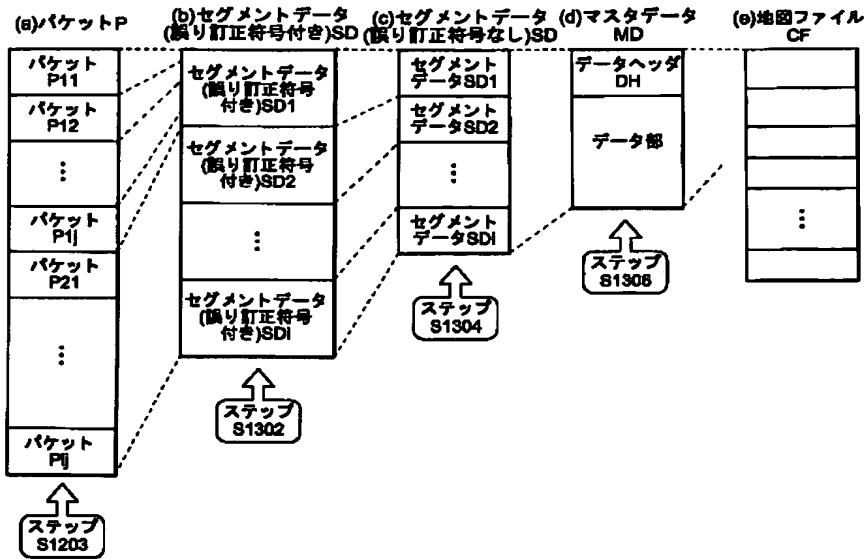 (a)パケットP
パケット
P11
パケット
P12
⋮
パケット
P1j
パケット
P21
⋮
パケット
Pij
ステップ
S1203
(b)セグメントデータ
(誤り訂正符号付き)SD
セグメントデータ
(誤り訂正符号
付き)SD1
セグメントデータ
(誤り訂正符号
付き)SD2
⋮
セグメントデータ
(誤り訂正符号
付き)SDi
ステップ
S1302
(c)セグメントデータ
(誤り訂正符号なし)SD
セグメント
データSD1
セグメント
データSD2
⋮
セグメント
データSDi
ステップ
S1304
(d)マスタデータ
MD
データヘッダ
DH
データ部
ステップ
S1305
(e)地図ファイル
CF
⋮